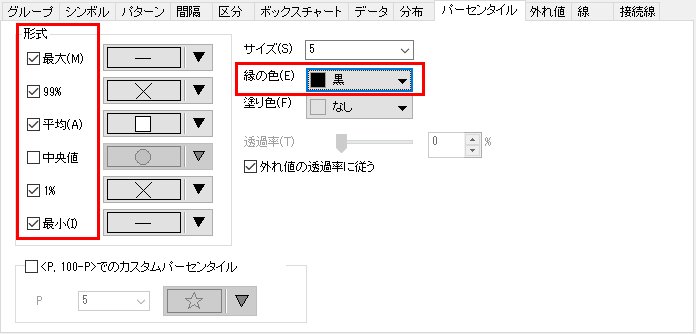 グループ シンボル パターン 間隔 区分 ボックスチャート データ 分布 パーセンタイル 外れ値 線 接続線
形式
最大(M)
99%
平均(A)
中央値
1%
最小(I)
サイズ(S) 5
縁の色(E) 黒
塗り色(F) なし
透過率(T) 0 %
外れ値の透過率に従う
<P, 100-P>でのカスタムパーセンタイル
P 5